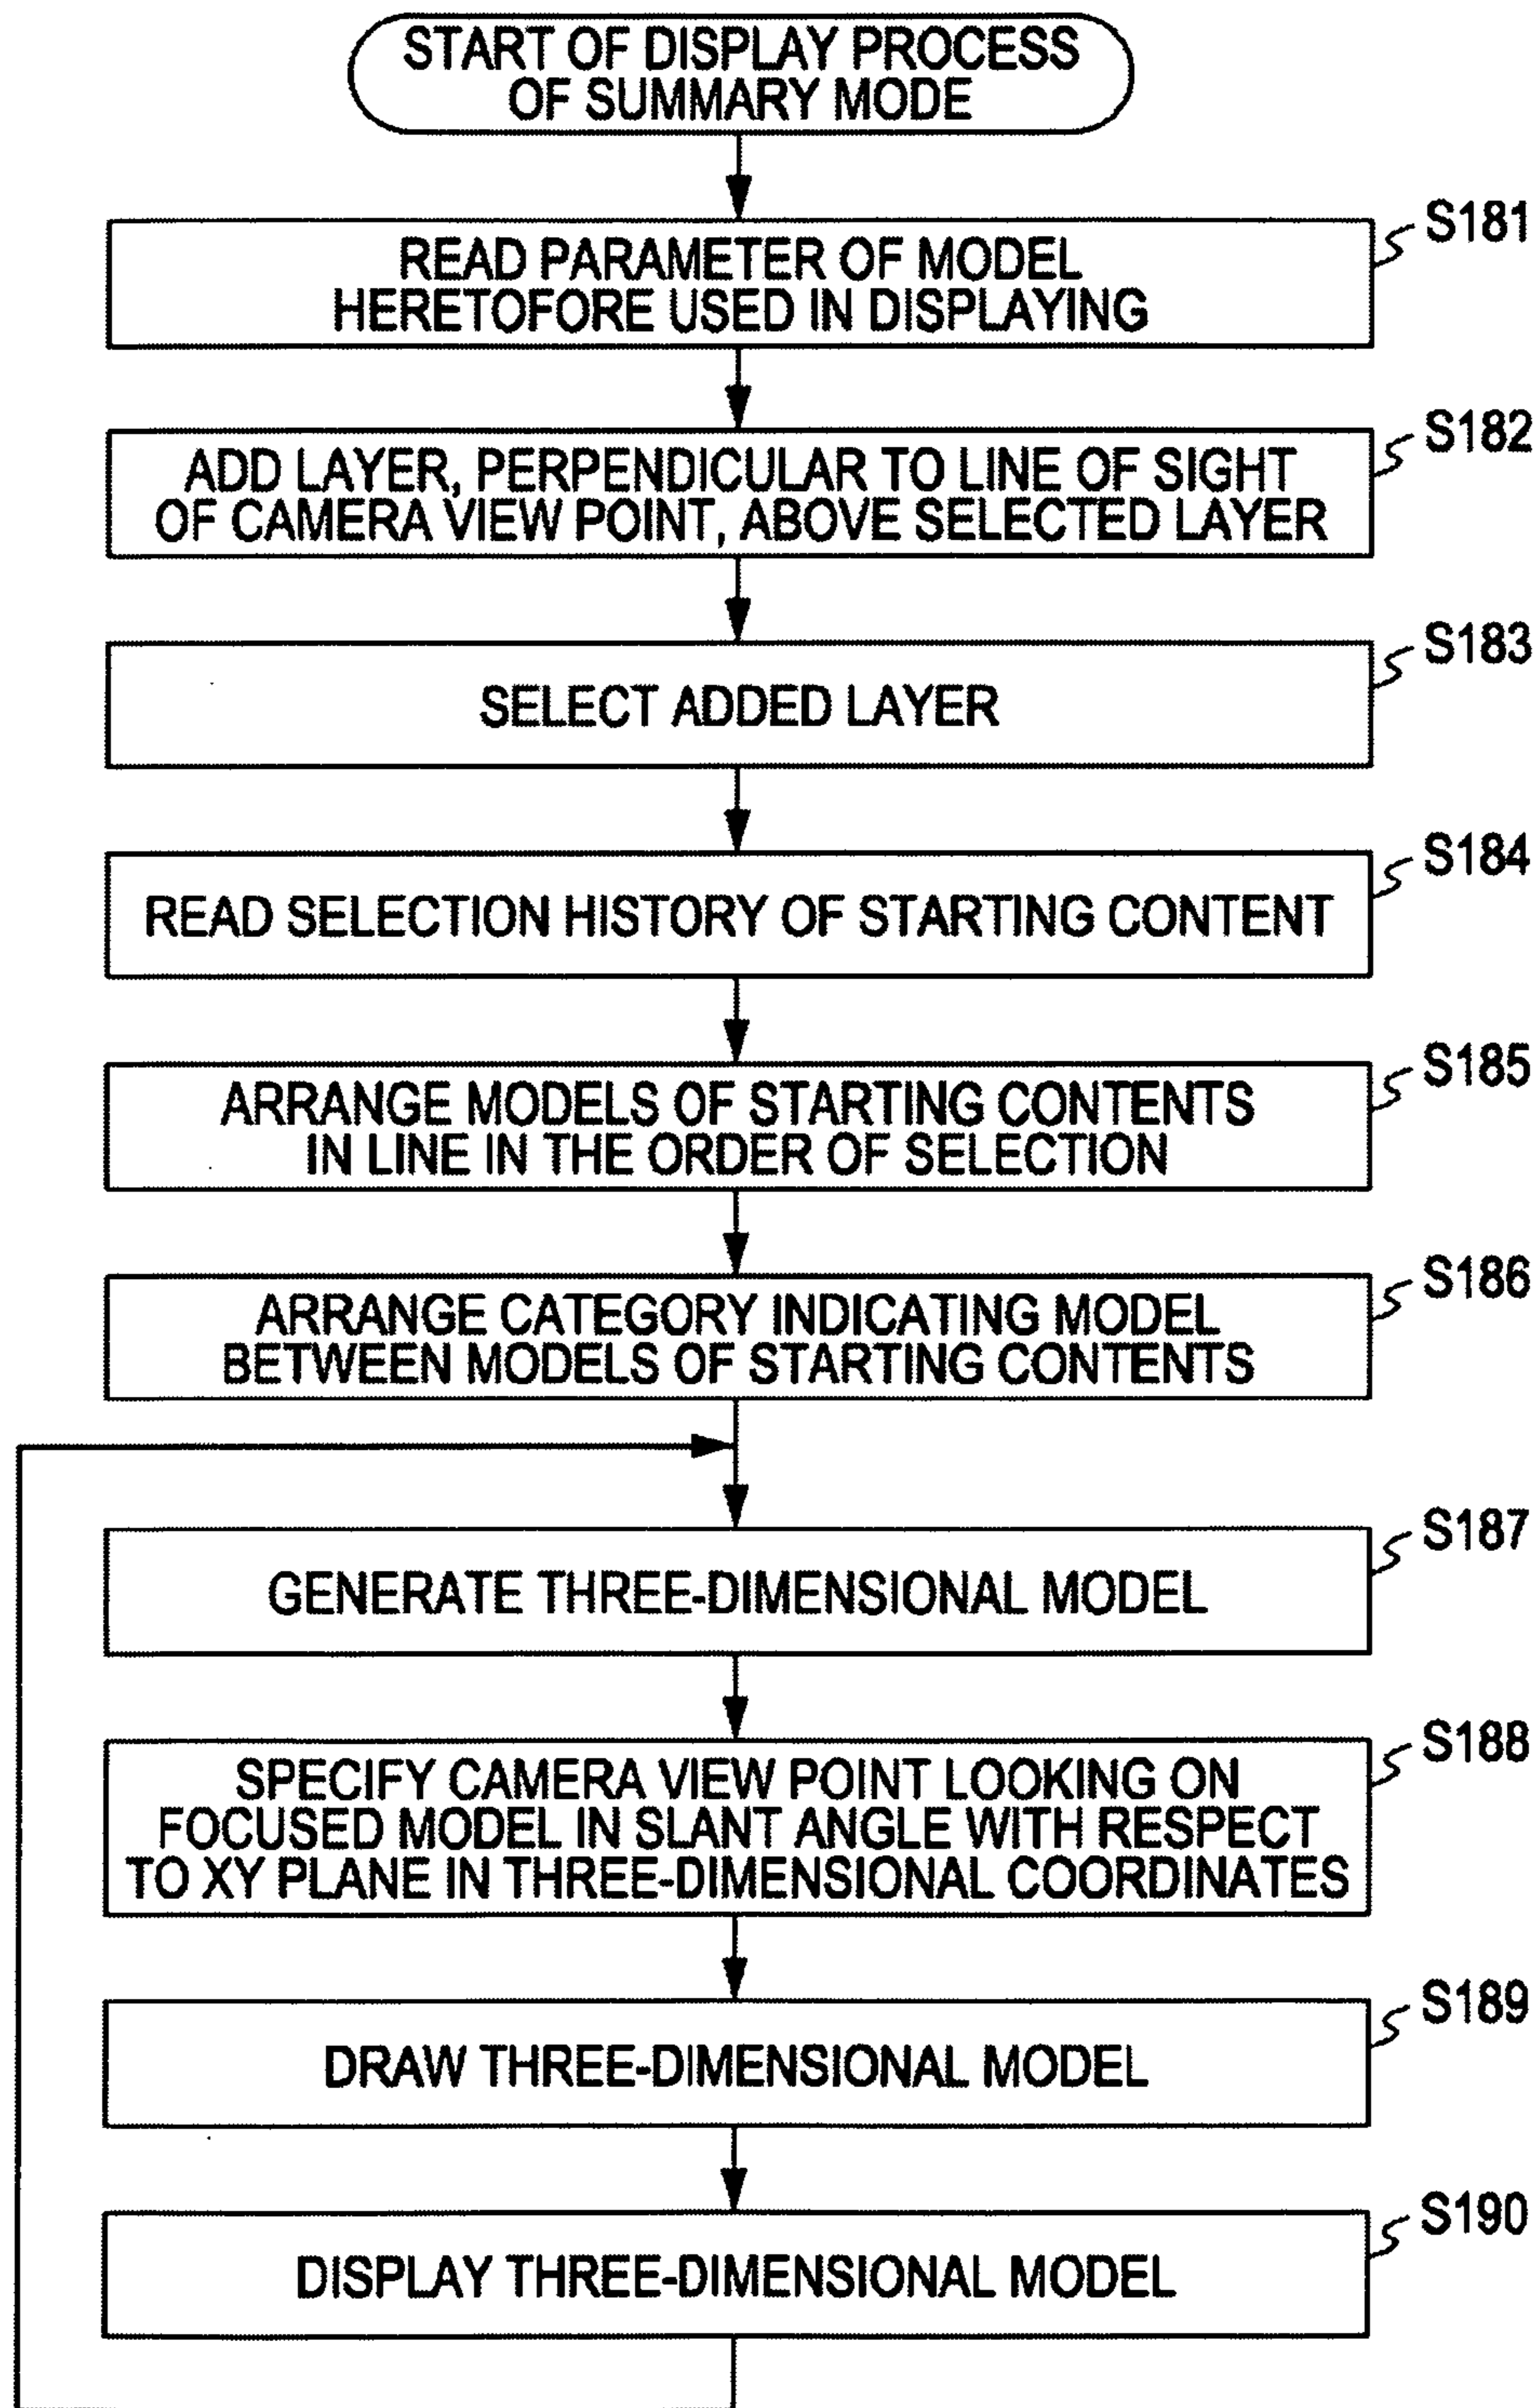 START OF DISPLAY PROCESS
OF SUMMARY MODE
S181
READ PARAMETER OF MODEL
HERETOFORE USED IN DISPLAYING
S182
ADD LAYER, PERPENDICULAR TO LINE OF SIGHT
OF CAMERA VIEW POINT, ABOVE SELECTED LAYER
S183
SELECT ADDED LAYER
S184
READ SELECTION HISTORY OF STARTING CONTENT
S185
ARRANGE MODELS OF STARTING CONTENTS
IN LINE IN THE ORDER OF SELECTION
S186
ARRANGE CATEGORY INDICATING MODEL
BETWEEN MODELS OF STARTING CONTENTS
S187
GENERATE THREE-DIMENSIONAL MODEL
S188
SPECIFY CAMERA VIEW POINT LOOKING ON
FOCUSED MODEL IN SLANT ANGLE WITH RESPECT
TO XY PLANE IN THREE-DIMENSIONAL COORDINATES
S189
DRAW THREE-DIMENSIONAL MODEL
S190
DISPLAY THREE-DIMENSIONAL MODEL